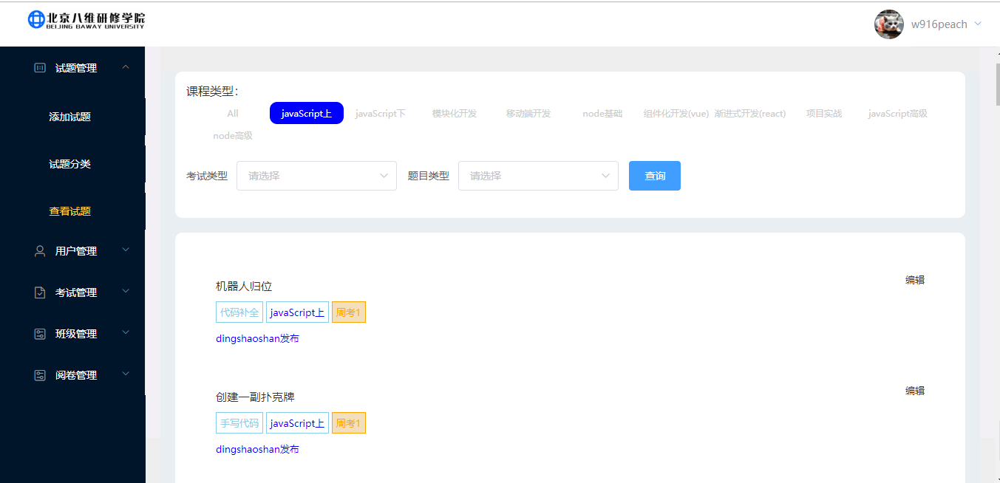 北京八维研修学院
BEIJING BAWAY UNIVERSITY
w916peach
试题管理
添加试题
试题分类
查看试题
用户管理
考试管理
班级管理
阅卷管理
课程类型：
All javaScript上 javaScript下 模块化开发 移动端开发 node基础 组件化开发(vue) 渐进式开发(react) 项目实战 javaScript高级
node高级
考试类型 请选择 题目类型 请选择 查询
机器人归位 编辑
代码补全 javaScript上 周考1
dingshaoshan发布
创建一副扑克牌 编辑
手写代码 javaScript上 周考1
dingshaoshan发布